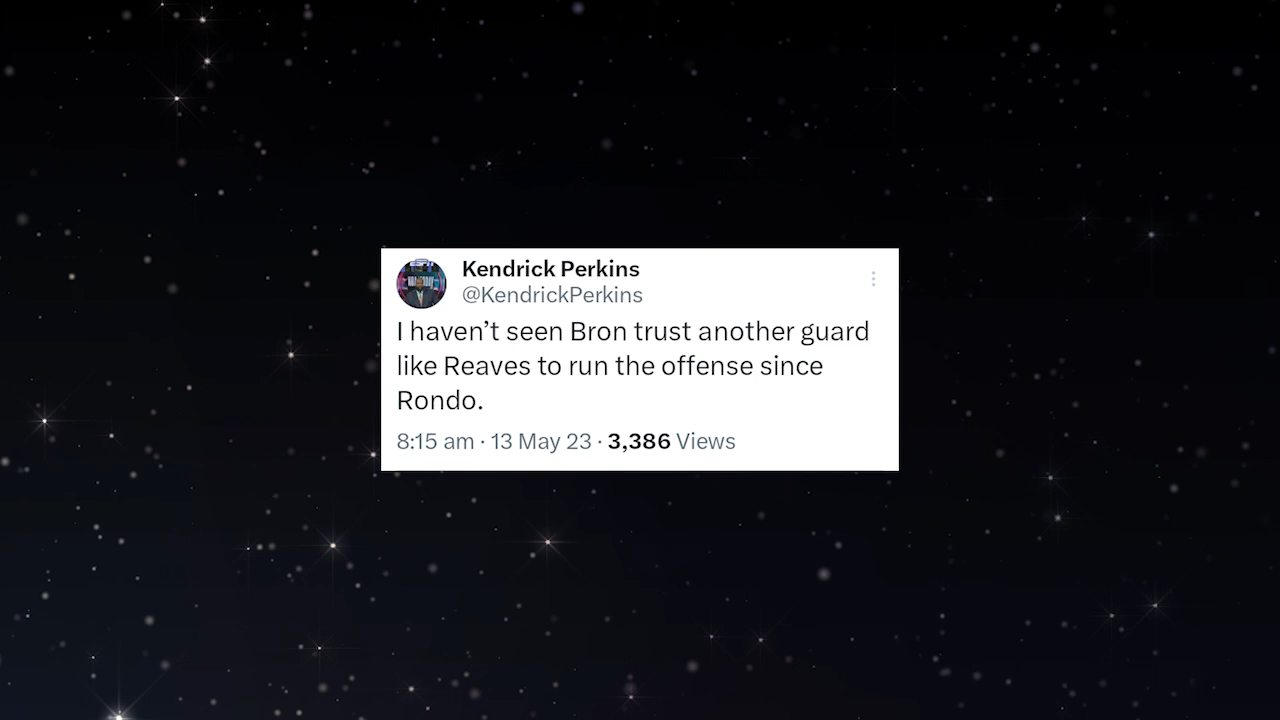 Kendrick Perkins
@KendrickPerkins
I haven’t seen Bron trust another guard
like Reaves to run the offense since
Rondo.
8:15 am · 13 May 23 · 3,386 Views